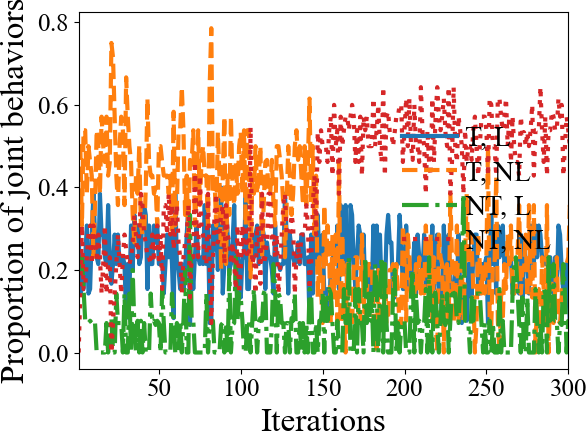 Proportion of joint behaviors
0.8
0.6
0.4
0.2
0.0
T, L
T, NL
NT, L
NT, NL
50
100
150
200
250
300
Iterations